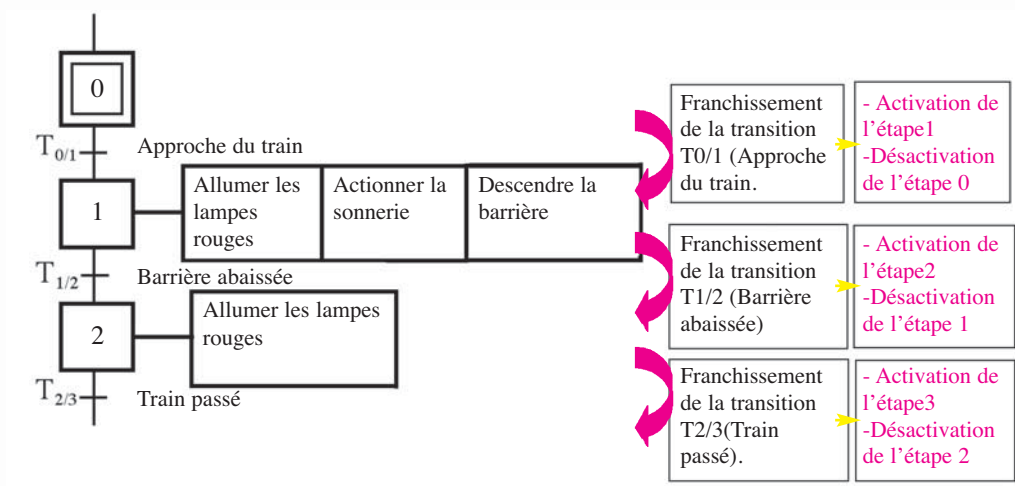 0
T0/1
Approche du train
1
Allumer les
lampes
rouges
Actionner la
sonnerie
Descendre la
barrière
T1/2
Barrière abaissée
2
Allumer les lampes
rouges
T2/3
Train passé
Franchissement
de la transition
T0/1 (Approche
du train.
- Activation de
l'étape1
-Désactivation
de l'étape 0
Franchissement
de la transition
T1/2 (Barrière
abaissée)
- Activation de
l'étape2
-Désactivation
de l'étape 1
Franchissement
de la transition
T2/3(Train
passé).
- Activation de
l'étape3
-Désactivation
de l'étape 2